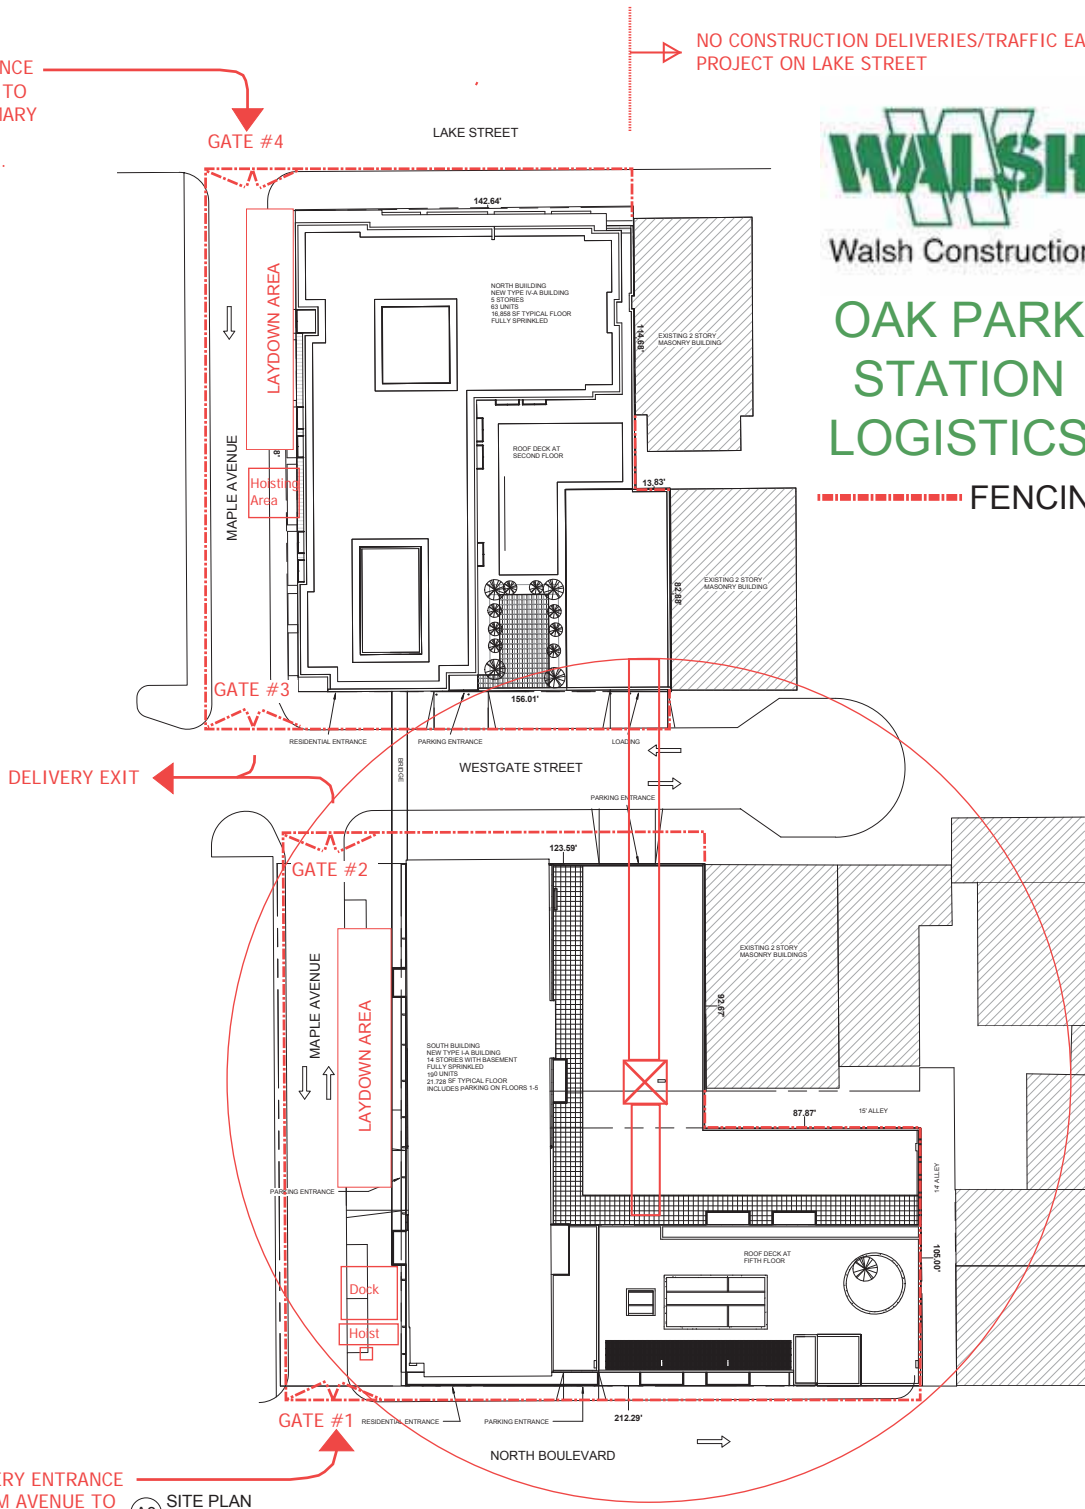 NO CONSTRUCTION DELIVERIES/TRAFFIC EA
PROJECT ON LAKE STREET
NCE
TO
MARY
GATE #4
LAKE STREET
WALSH
Walsh Construction
OAK PARK
STATION
LOGISTICS
FENCIN
142.64'
LAYDOWN AREA
NORTH BUILDING
NEW TYPE IV-A BUILDING
5 STORIES
63 UNITS
16,858 SF TYPICAL FLOOR
FULLY SPRINKLED
114.68'
EXISTING 2 STORY
MASONRY BUILDING
ROOF DECK AT
SECOND FLOOR
MAPLE AVENUE
8'
Hoisting
Area
13.83'
EXISTING 2 STORY
MASONRY BUILDING
82.88'
GATE #3
156.01'
RESIDENTIAL ENTRANCE
PARKING ENTRANCE
LOADING
BRIDGE
WESTGATE STREET
DELIVERY EXIT
PARKING ENTRANCE
123.59'
GATE #2
MAPLE AVENUE
LAYDOWN AREA
EXISTING 2 STORY
MASONRY BUILDINGS
92.67'
SOUTH BUILDING
NEW TYPE I-A BUILDING
14 STORIES WITH BASEMENT
FULLY SPRINKLED
190 UNITS
21,728 SF TYPICAL FLOOR
INCLUDES PARKING ON FLOORS 1-5
87.87'
15' ALLEY
14' ALLEY
PARKING ENTRANCE
105.00'
ROOF DECK AT
FIFTH FLOOR
Dock
Hoist
GATE #1
RESIDENTIAL ENTRANCE
PARKING ENTRANCE
212.29'
NORTH BOULEVARD
ERY ENTRANCE
M AVENUE TO
SITE PLAN